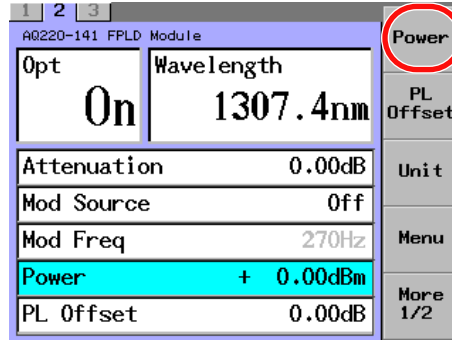 1 2 3
AQ220-141 FPLD Module
Opt
On
Wavelength
1307.4nm
Attenuation 0.00dB
Mod Source Off
Mod Freq 270Hz
Power + 0.00dBm
PL Offset 0.00dB
Power
PL
Offset
Unit
Menu
More
1/2